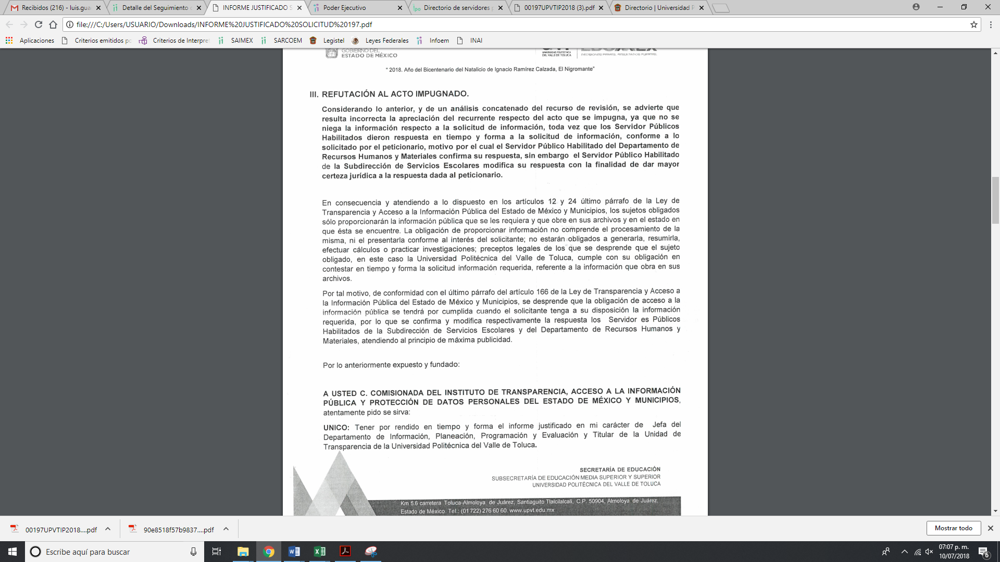 Recibidos (216) - luis.gua
Detalle del Seguimiento
INFORME JUSTIFICADO S
Poder Ejecutivo
Directorio de servidores
00197UPVTIP2018 (3).pdf
Directorio | Universidad P
file:///C:/Users/USUARIO/Downloads/INFORME%20JUSTIFICADO%20SOLICITUD%20197.pdf
Aplicaciones
Criterios emitidos po
Criterios de Interpret
SAIMEX
SARCOEM
Legistel
Leyes Federales
Infoem
INAI
GOBIERNO DEL
ESTADO DE MÉXICO
UNIVERSIDAD POLITÉCNICA
DEL VALLE DE TOLUCA
DECISIONES FIRMES, RESULTADOS FUERTES.
" 2018. Año del Bicentenario del Natalicio de Ignacio Ramírez Calzada, El Nigromante"
III. REFUTACIÓN AL ACTO IMPUGNADO.
Considerando lo anterior, y de un análisis concatenado del recurso de revisión, se advierte que
resulta incorrecta la apreciación del recurrente respecto del acto que se impugna, ya que no se
niega la información respecto a la solicitud de información, toda vez que los Servidor Públicos
Habilitados dieron respuesta en tiempo y forma a la solicitud de información, conforme a lo
solicitado por el peticionario, motivo por el cual el Servidor Público Habilitado del Departamento de
Recursos Humanos y Materiales confirma su respuesta, sin embargo el Servidor Público Habilitado
de la Subdirección de Servicios Escolares modifica su respuesta con la finalidad de dar mayor
certeza jurídica a la respuesta dada al peticionario.
En consecuencia y atendiendo a lo dispuesto en los artículos 12 y 24 último párrafo de la Ley de
Transparencia y Acceso a la Información Pública del Estado de México y Municipios, los sujetos obligados
sólo proporcionarán la información pública que se les requiera y que obre en sus archivos y en el estado en
que ésta se encuentre. La obligación de proporcionar información no comprende el procesamiento de la
misma, ni el presentarla conforme al interés del solicitante; no estarán obligados a generarla, resumirla,
efectuar cálculos o practicar investigaciones; preceptos legales de los que se desprende que el sujeto
obligado, en este caso la Universidad Politécnica del Valle de Toluca, cumple con su obligación en
contestar en tiempo y forma la solicitud información requerida, referente a la información que obra en sus
archivos.
Por tal motivo, de conformidad con el último párrafo del artículo 166 de la Ley de Transparencia y Acceso a
la Información Pública del Estado de México y Municipios, se desprende que la obligación de acceso a la
información pública se tendrá por cumplida cuando el solicitante tenga a su disposición la información
requerida, por lo que se confirma y modifica respectivamente la respuesta los Servidor es Públicos
Habilitados de la Subdirección de Servicios Escolares y del Departamento de Recursos Humanos y
Materiales, atendiendo al principio de máxima publicidad.
Por lo anteriormente expuesto y fundado:
A USTED C. COMISIONADA DEL INSTITUTO DE TRANSPARENCIA, ACCESO A LA INFORMACIÓN
PÚBLICA Y PROTECCIÓN DE DATOS PERSONALES DEL ESTADO DE MÉXICO Y MUNICIPIOS,
atentamente pido se sirva:
UNICO: Tener por rendido en tiempo y forma el informe justificado en mi carácter de Jefa del
Departamento de Información, Planeación, Programación y Evaluación y Titular de la Unidad de
Transparencia de la Universidad Politécnica del Valle de Toluca.
SECRETARÍA DE EDUCACIÓN
SUBSECRETARÍA DE EDUCACIÓN MEDIA SUPERIOR Y SUPERIOR
UNIVERSIDAD POLITÉCNICA DEL VALLE DE TOLUCA
Km 5.6 carretera Toluca-Almoloya de Juárez, Santiaguito Tlalcilalcali, C.P. 50904, Almoloya de Juárez,
Estado de México. Tel.: (01 722) 276 60 60. www.upvt.edu.mx
00197UPVTIP2018....pdf
90e8518f57b9837....pdf
Mostrar todo
Escribe aquí para buscar
07:07 p. m.
10/07/2018
6